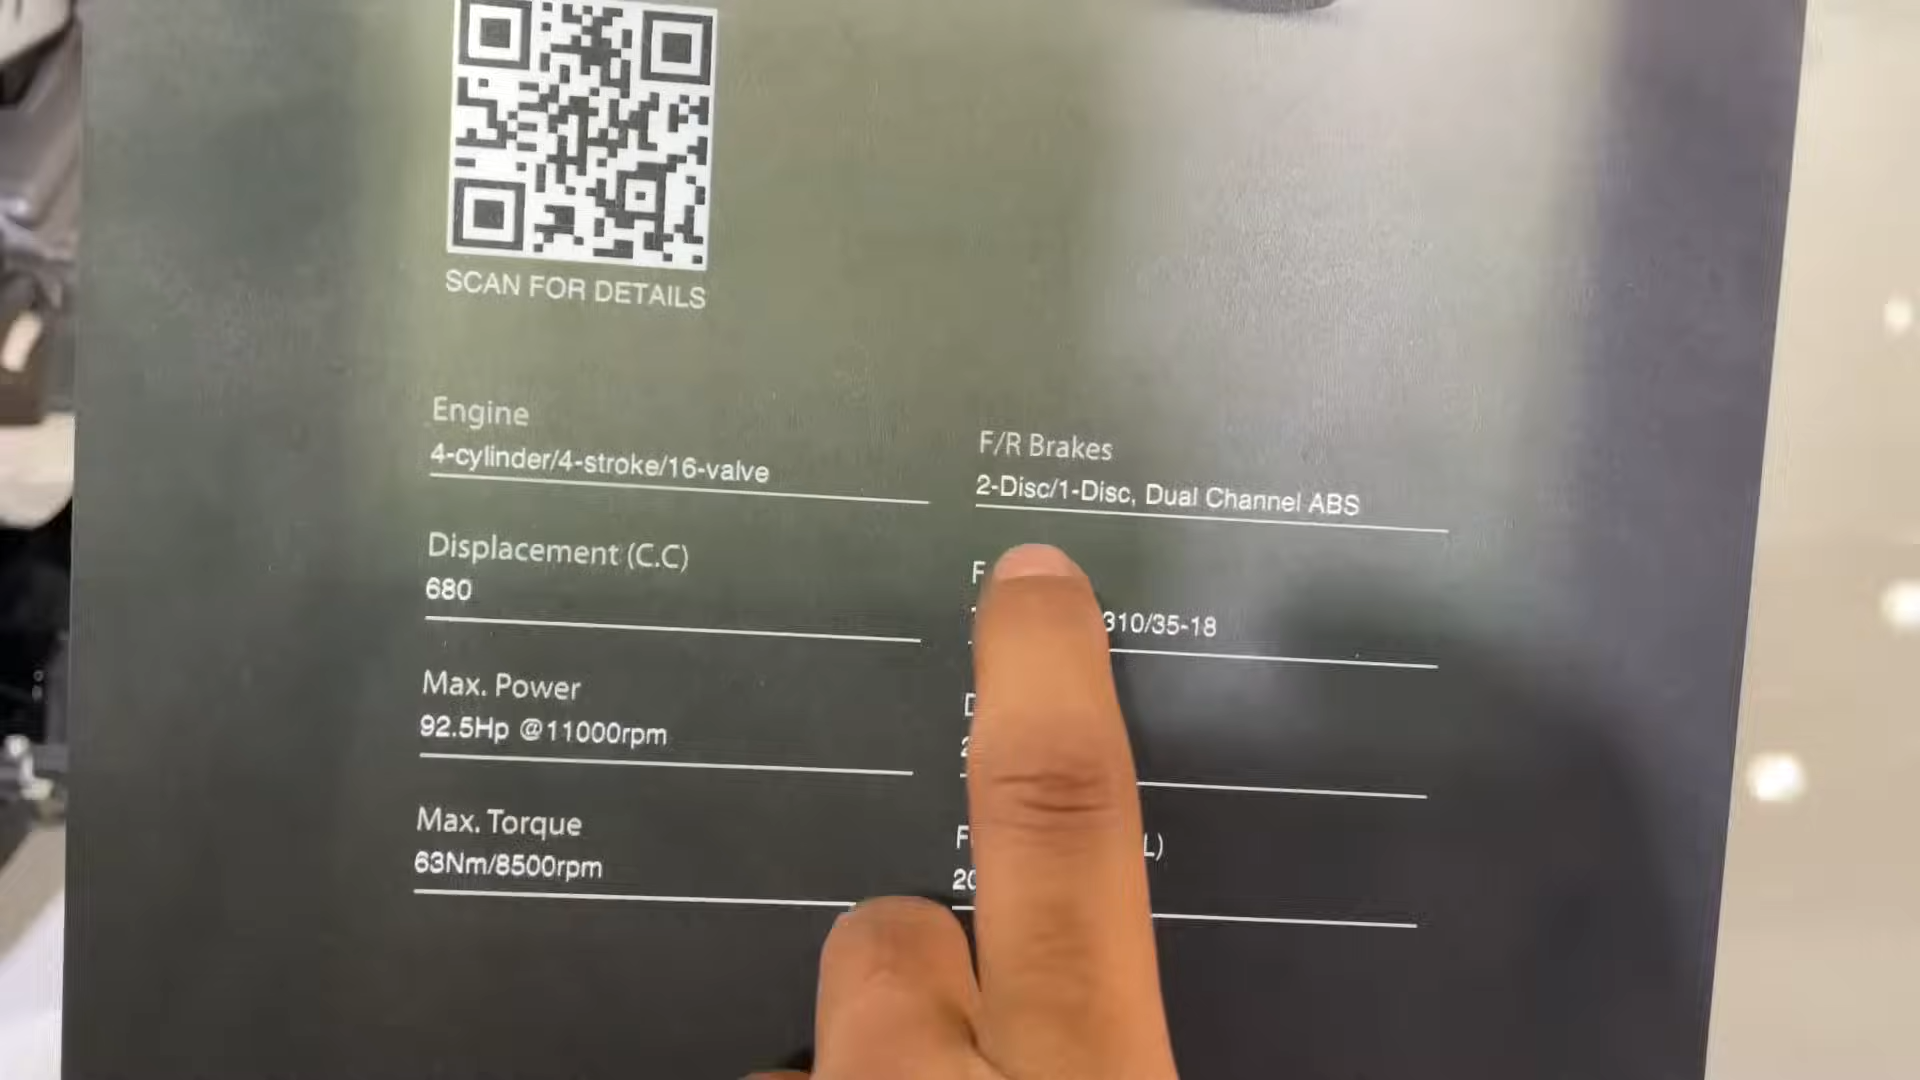 SCAN FOR DETAILS
Engine
4-cylinder/4-stroke/16-valve
Displacement (C.C)
680
Max. Power
92.5Hp @11000rpm
Max. Torque
63Nm/8500rpm
F/R Brakes
2-Disc/1-Disc, Dual Channel ABS
310/35-18